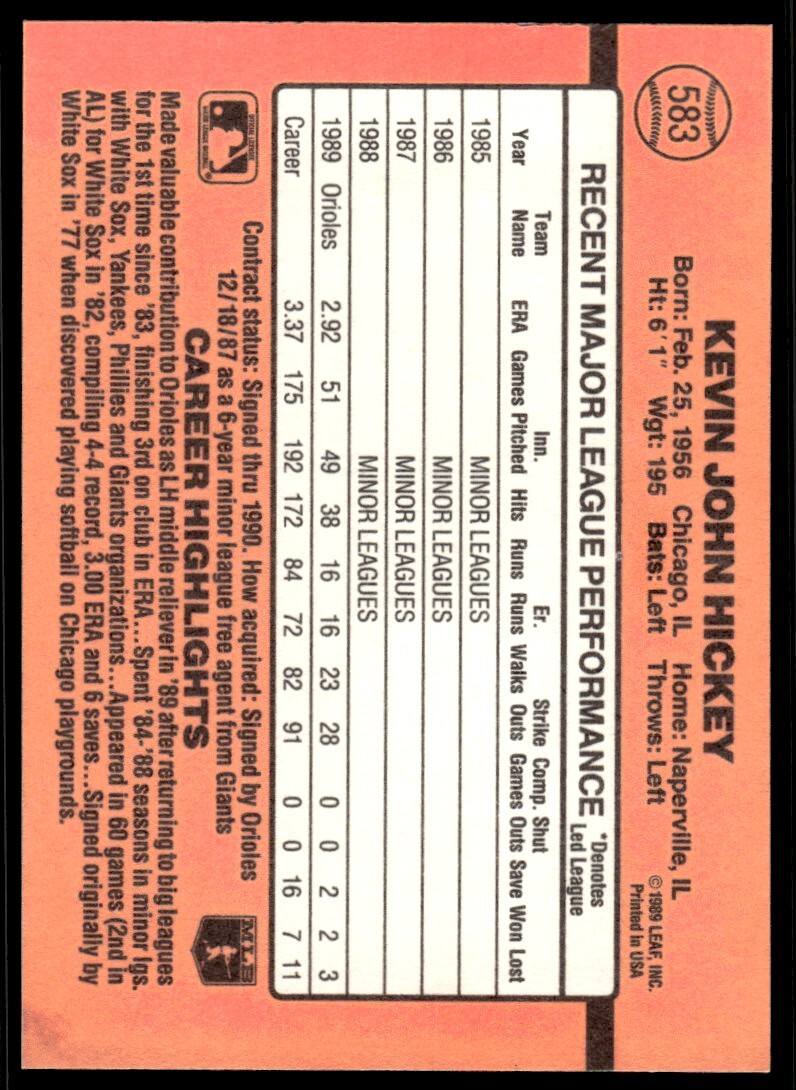 583
KEVIN JOHN HICKEY
Born: Feb. 25, 1956 Chicago, IL Home: Naperville, IL
Ht: 6'1" Wgt: 195 Bats: Left Throws: Left
©1989 LEAF, INC.
Printed in USA
RECENT MAJOR LEAGUE PERFORMANCE *Denotes
Led League
Team Inn. Er. Strike Comp. Shut
Year Name ERA Games Pitched Hits Runs Runs Walks Outs Games Outs Save Won Lost
1985 MINOR LEAGUES
1986 MINOR LEAGUES
1987 MINOR LEAGUES
1988 MINOR LEAGUES
1989 Orioles 2.92 51 49 38 16 16 23 28 0 0 2 2 3
Career 3.37 175 192 172 84 72 82 91 0 0 16 7 11
Contract status: Signed thru 1990. How acquired: Signed by Orioles
12/18/87 as a 6-year minor league free agent from Giants
MLB
CAREER HIGHLIGHTS
Made valuable contribution to Orioles as LH middle reliever in '89 after returning to big leagues
for the 1st time since '83, finishing 3rd on club in ERA...Spent '84-'88 seasons in minor lgs.
with White Sox, Yankees, Phillies and Giants organizations...Appeared in 60 games (2nd in
AL) for White Sox in '82, compiling 4-4 record, 3.00 ERA and 6 saves...Signed originally by
White Sox in '77 when discovered playing softball on Chicago playgrounds.